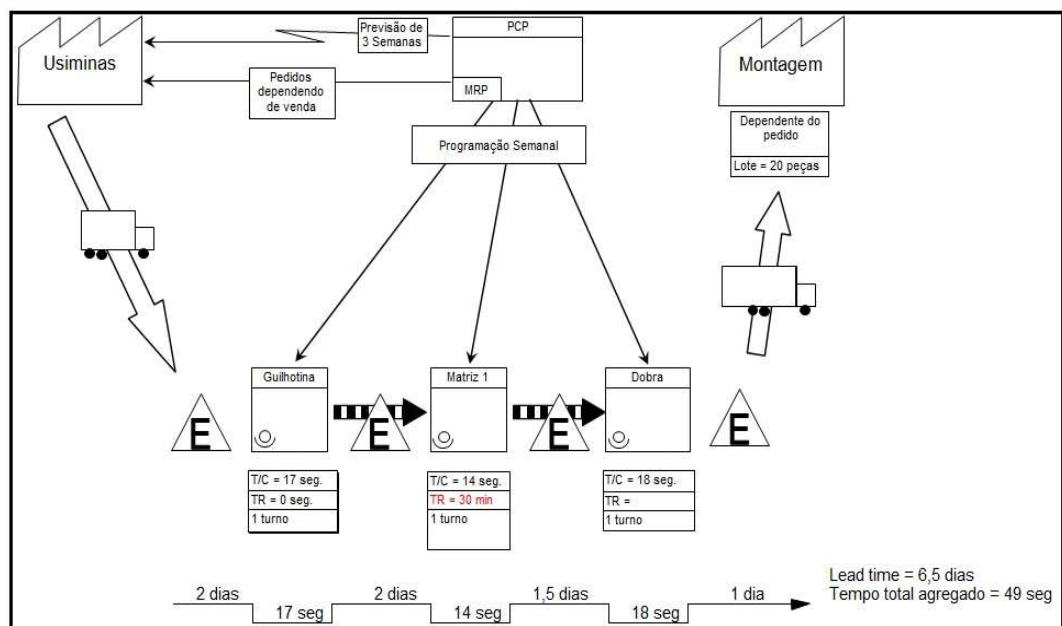 Usiminas
Previsão de
3 Semanas
PCP
Montagem
Pedidos
dependendo
de venda
MRP
Programação Semanal
Dependente do
pedido
Lote = 20 peças
Guilhotina
Matriz 1
Dobra
E
E
E
E
T/C = 17 seg.
TR = 0 seg.
1 turno
T/C = 14 seg.
TR = 30 min
1 turno
T/C = 18 seg.
TR =
1 turno
2 dias
17 seg
2 dias
14 seg
1,5 dias
18 seg
1 dia
Lead time = 6,5 dias
Tempo total agregado = 49 seg